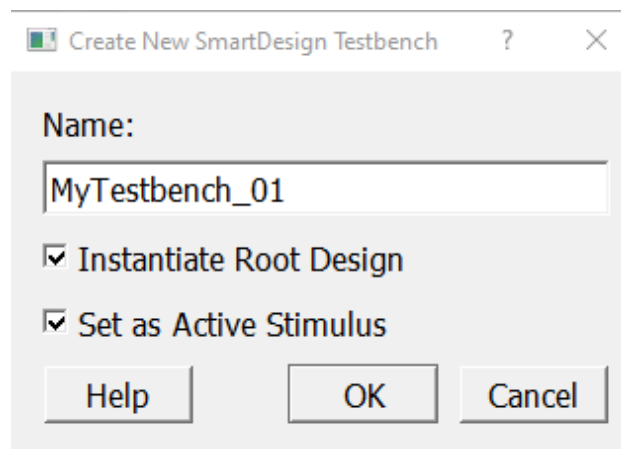 Create New SmartDesign Testbench ?
Name:
MyTestbench_01
Instantiate Root Design
Set as Active Stimulus
Help OK Cancel